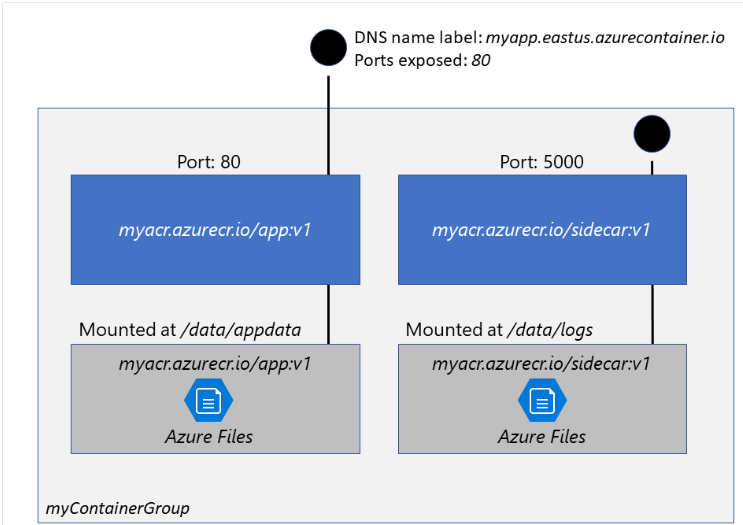 DNS name label: myapp.eastus.azurecontainer.io
Ports exposed: 80
Port: 80
Port: 5000
myacr.azurecr.io/app:v1
myacr.azurecr.io/sidecar:v1
Mounted at /data/appdata
Mounted at /data/logs
myacr.azurecr.io/app:v1
myacr.azurecr.io/sidecar:v1
Azure Files
Azure Files
myContainerGroup